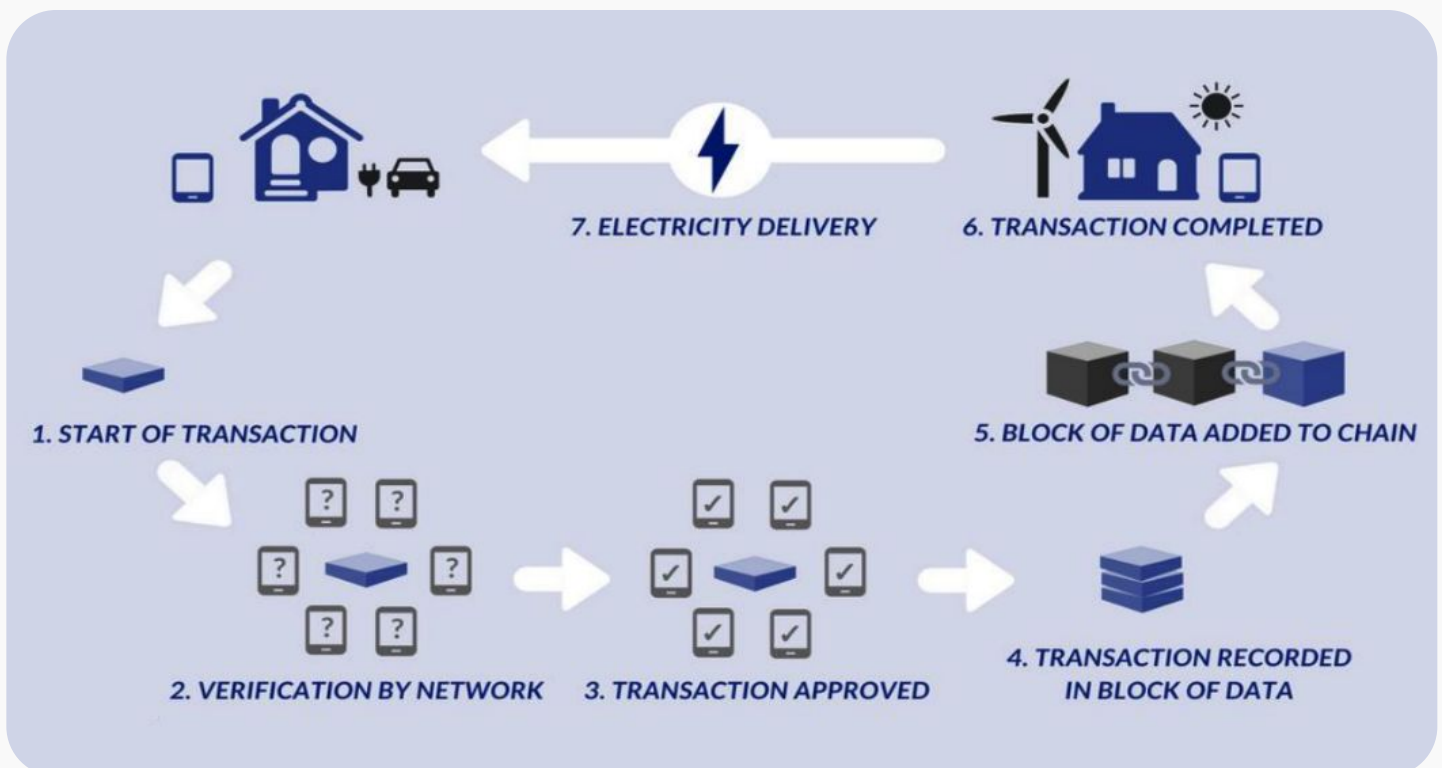 7. ELECTRICITY DELIVERY
6. TRANSACTION COMPLETED
1. START OF TRANSACTION
5. BLOCK OF DATA ADDED TO CHAIN
? ?
? ?
? ?
2. VERIFICATION BY NETWORK
✓ ✓
✓ ✓
✓ ✓
3. TRANSACTION APPROVED
4. TRANSACTION RECORDED
IN BLOCK OF DATA